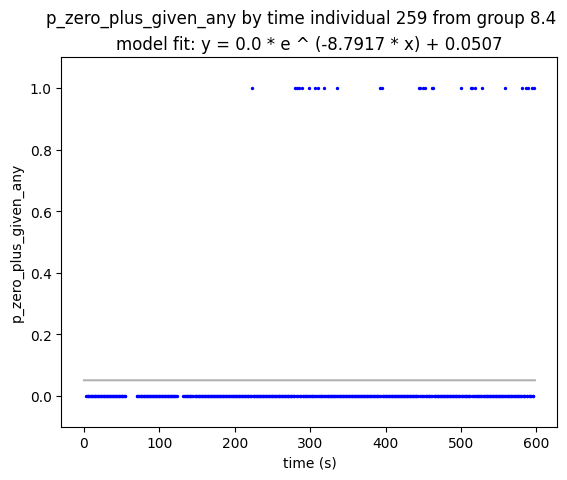 p_zero_plus_given_any by time individual 259 from group 8.4
model fit: y = 0.0 * e ^ (-8.7917 * x) + 0.0507
1.0
0.8
0.6
0.4
0.2
0.0
p_zero_plus_given_any
0 100 200 300 400 500 600
time (s)